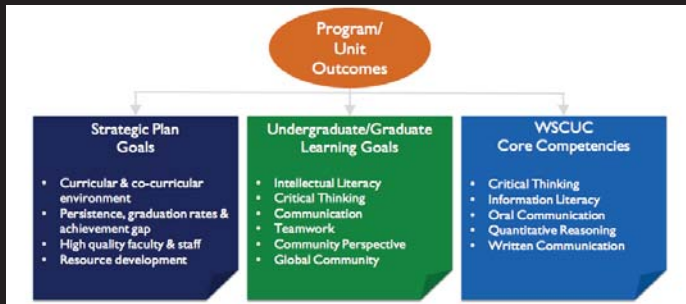 Program/
Unit
Outcomes
Strategic Plan
Goals
• Curricular & co-curricular
environment
• Persistence, graduation rates &
achievement gap
• High quality faculty & staff
• Resource development
Undergraduate/Graduate
Learning Goals
• Intellectual Literacy
• Critical Thinking
• Communication
• Teamwork
• Community Perspective
• Global Community
WSCUC
Core Competencies
• Critical Thinking
• Information Literacy
• Oral Communication
• Quantitative Reasoning
• Written Communication